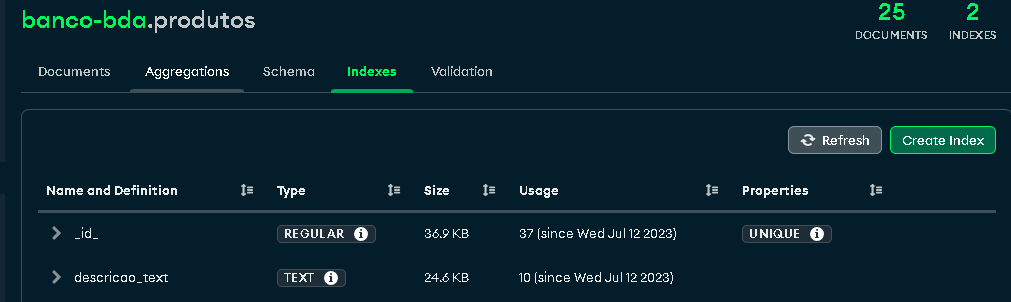 banco-bda.produtos
25
2
DOCUMENTS
INDEXES
Documents
Aggregations
Schema
Indexes
Validation
Refresh
Create Index
Name and Definition
Type
Size
Usage
Properties
_id_
REGULAR
36.9 KB
37 (since Wed Jul 12 2023)
UNIQUE
descricao_text
TEXT
24.6 KB
10 (since Wed Jul 12 2023)